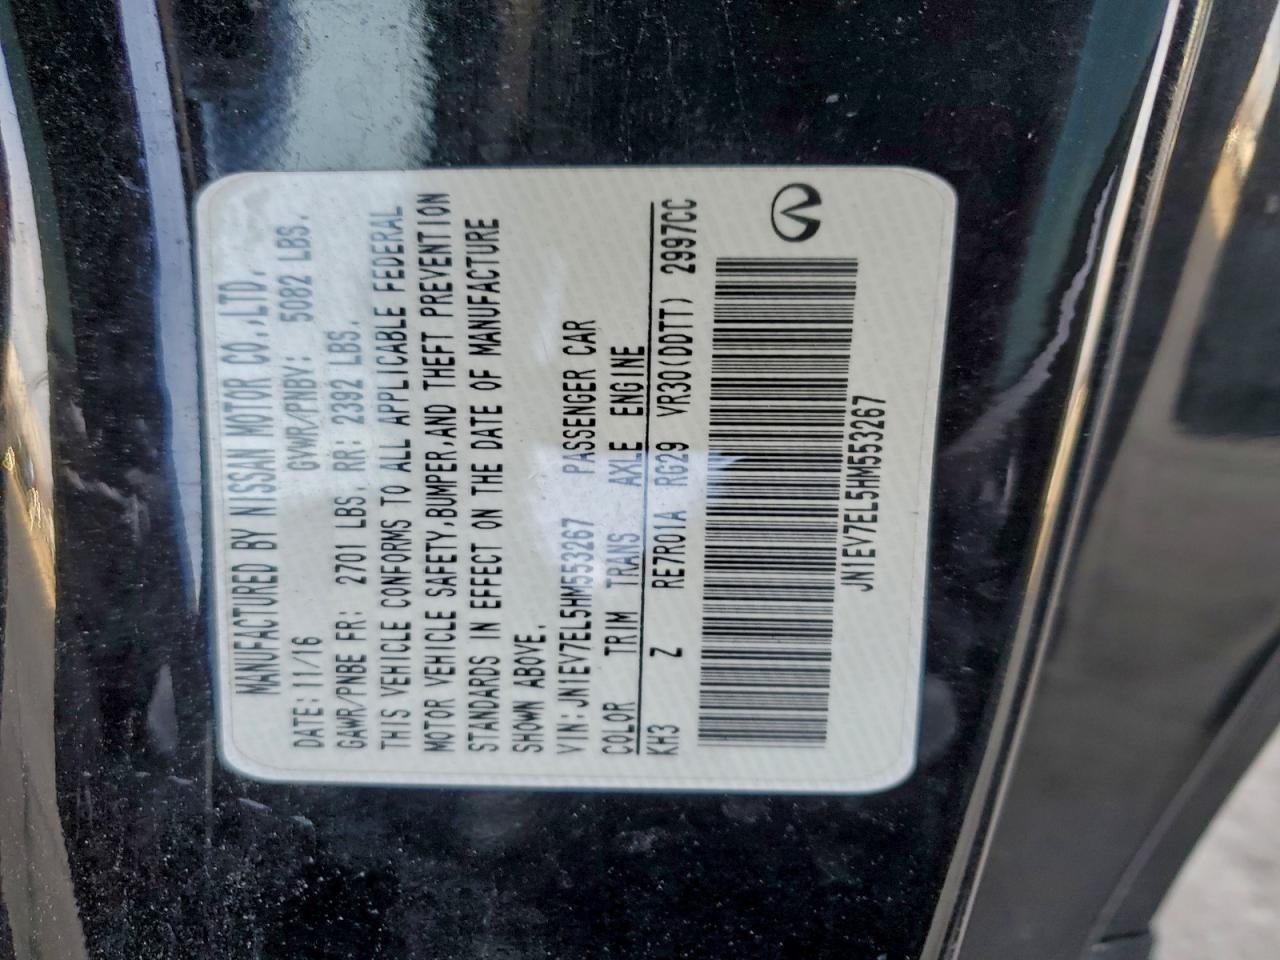 MANUFACTURED BY NISSAN MOTOR CO.,LTD.
DATE:11/16 GVWR/PNBV: 5082 LBS.
GAWR/PNBE FR: 2701 LBS. RR: 2392 LBS.
THIS VEHICLE CONFORMS TO ALL APPLICABLE FEDERAL
MOTOR VEHICLE SAFETY,BUMPER,AND THEFT PREVENTION
STANDARDS IN EFFECT ON THE DATE OF MANUFACTURE
SHOWN ABOVE.
VIN:JN1EV7EL5HM553267 PASSENGER CAR
COLOR TRIM TRANS AXLE ENGINE
KH3 Z RE7R01A RG29 VR30(DDTT) 2997CC
JN1EV7EL5HM553267